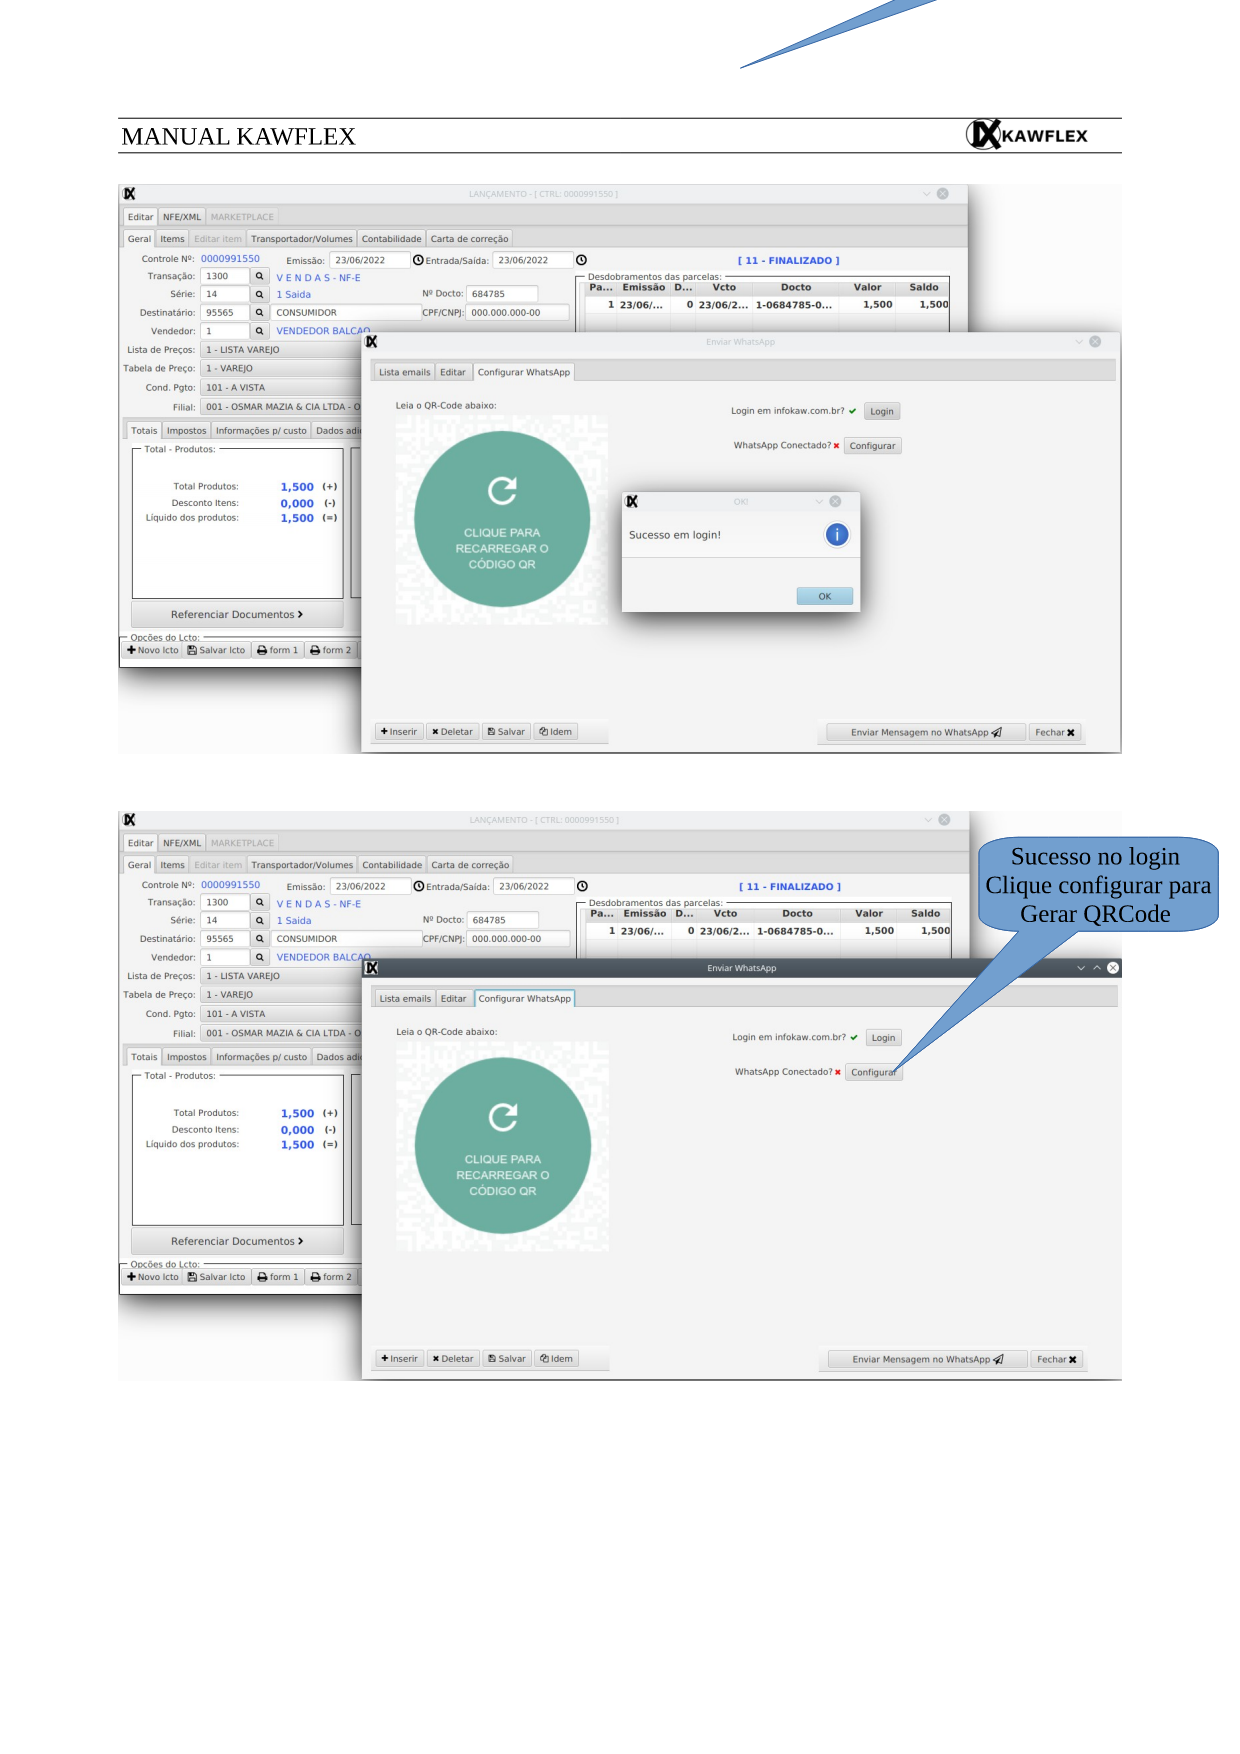 MANUAL KAWFLEX
KAWFLEX
LANÇAMENTO - [ CTRL: 0000991550 ]
Editar NFE/XML MARKETPLACE
Geral Items Editar item Transportador/Volumes Contabilidade Carta de correção
Controle Nº: 0000991550 Emissão: 23/06/2022 Entrada/Saída: 23/06/2022 [ 11 - FINALIZADO ]
Transação: 1300 V E N D A S - NF-E Desdobramentos das parcelas:
Pa... Emissão D... Vcto Docto Valor Saldo
Série: 14 1 Saida Nº Docto: 684785
1 23/06/... 0 23/06/2... 1-0684785-0... 1,500 1,500
Destinatário: 95565 CONSUMIDOR CPF/CNPJ: 000.000.000-00
Vendedor: 1 VENDEDOR BALCAO
Enviar WhatsApp
Lista de Preços: 1 - LISTA VAREJO
Tabela de Preço: 1 - VAREJO
Lista emails Editar Configurar WhatsApp
Cond. Pgto: 101 - A VISTA
Filial: 001 - OSMAR MAZIA & CIA LTDA - O
Leia o QR-Code abaixo:
Login em infokaw.com.br? Login
Totais Impostos Informações p/ custo Dados adi
Total - Produtos:
WhatsApp Conectado? Configurar
Total Produtos: 1,500 (+)
Desconto Itens: 0,000 (-)
Líquido dos produtos: 1,500 (=)
OK!
Sucesso em login!
OK
CLIQUE PARA
RECARREGAR O
CÓDIGO QR
Referenciar Documentos
Opções do Lcto:
Novo lcto Salvar lcto form 1 form 2
Inserir Deletar Salvar Idem Enviar Mensagem no WhatsApp Fechar
LANÇAMENTO - [ CTRL: 0000991550 ]
Editar NFE/XML MARKETPLACE
Geral Items Editar item Transportador/Volumes Contabilidade Carta de correção
Sucesso no login
Clique configurar para
Gerar QRCode
Controle Nº: 0000991550 Emissão: 23/06/2022 Entrada/Saída: 23/06/2022 [ 11 - FINALIZADO ]
Transação: 1300 V E N D A S - NF-E Desdobramentos das parcelas:
Pa... Emissão D... Vcto Docto Valor Saldo
Série: 14 1 Saida Nº Docto: 684785
1 23/06/... 0 23/06/2... 1-0684785-0... 1,500 1,500
Destinatário: 95565 CONSUMIDOR CPF/CNPJ: 000.000.000-00
Vendedor: 1 VENDEDOR BALCAO
Enviar WhatsApp
Lista de Preços: 1 - LISTA VAREJO
Tabela de Preço: 1 - VAREJO
Lista emails Editar Configurar WhatsApp
Cond. Pgto: 101 - A VISTA
Filial: 001 - OSMAR MAZIA & CIA LTDA - O
Leia o QR-Code abaixo:
Login em infokaw.com.br? Login
Totais Impostos Informações p/ custo Dados adi
Total - Produtos:
WhatsApp Conectado? Configurar
Total Produtos: 1,500 (+)
Desconto Itens: 0,000 (-)
Líquido dos produtos: 1,500 (=)
CLIQUE PARA
RECARREGAR O
CÓDIGO QR
Referenciar Documentos
Opções do Lcto:
Novo lcto Salvar lcto form 1 form 2
Inserir Deletar Salvar Idem Enviar Mensagem no WhatsApp Fechar